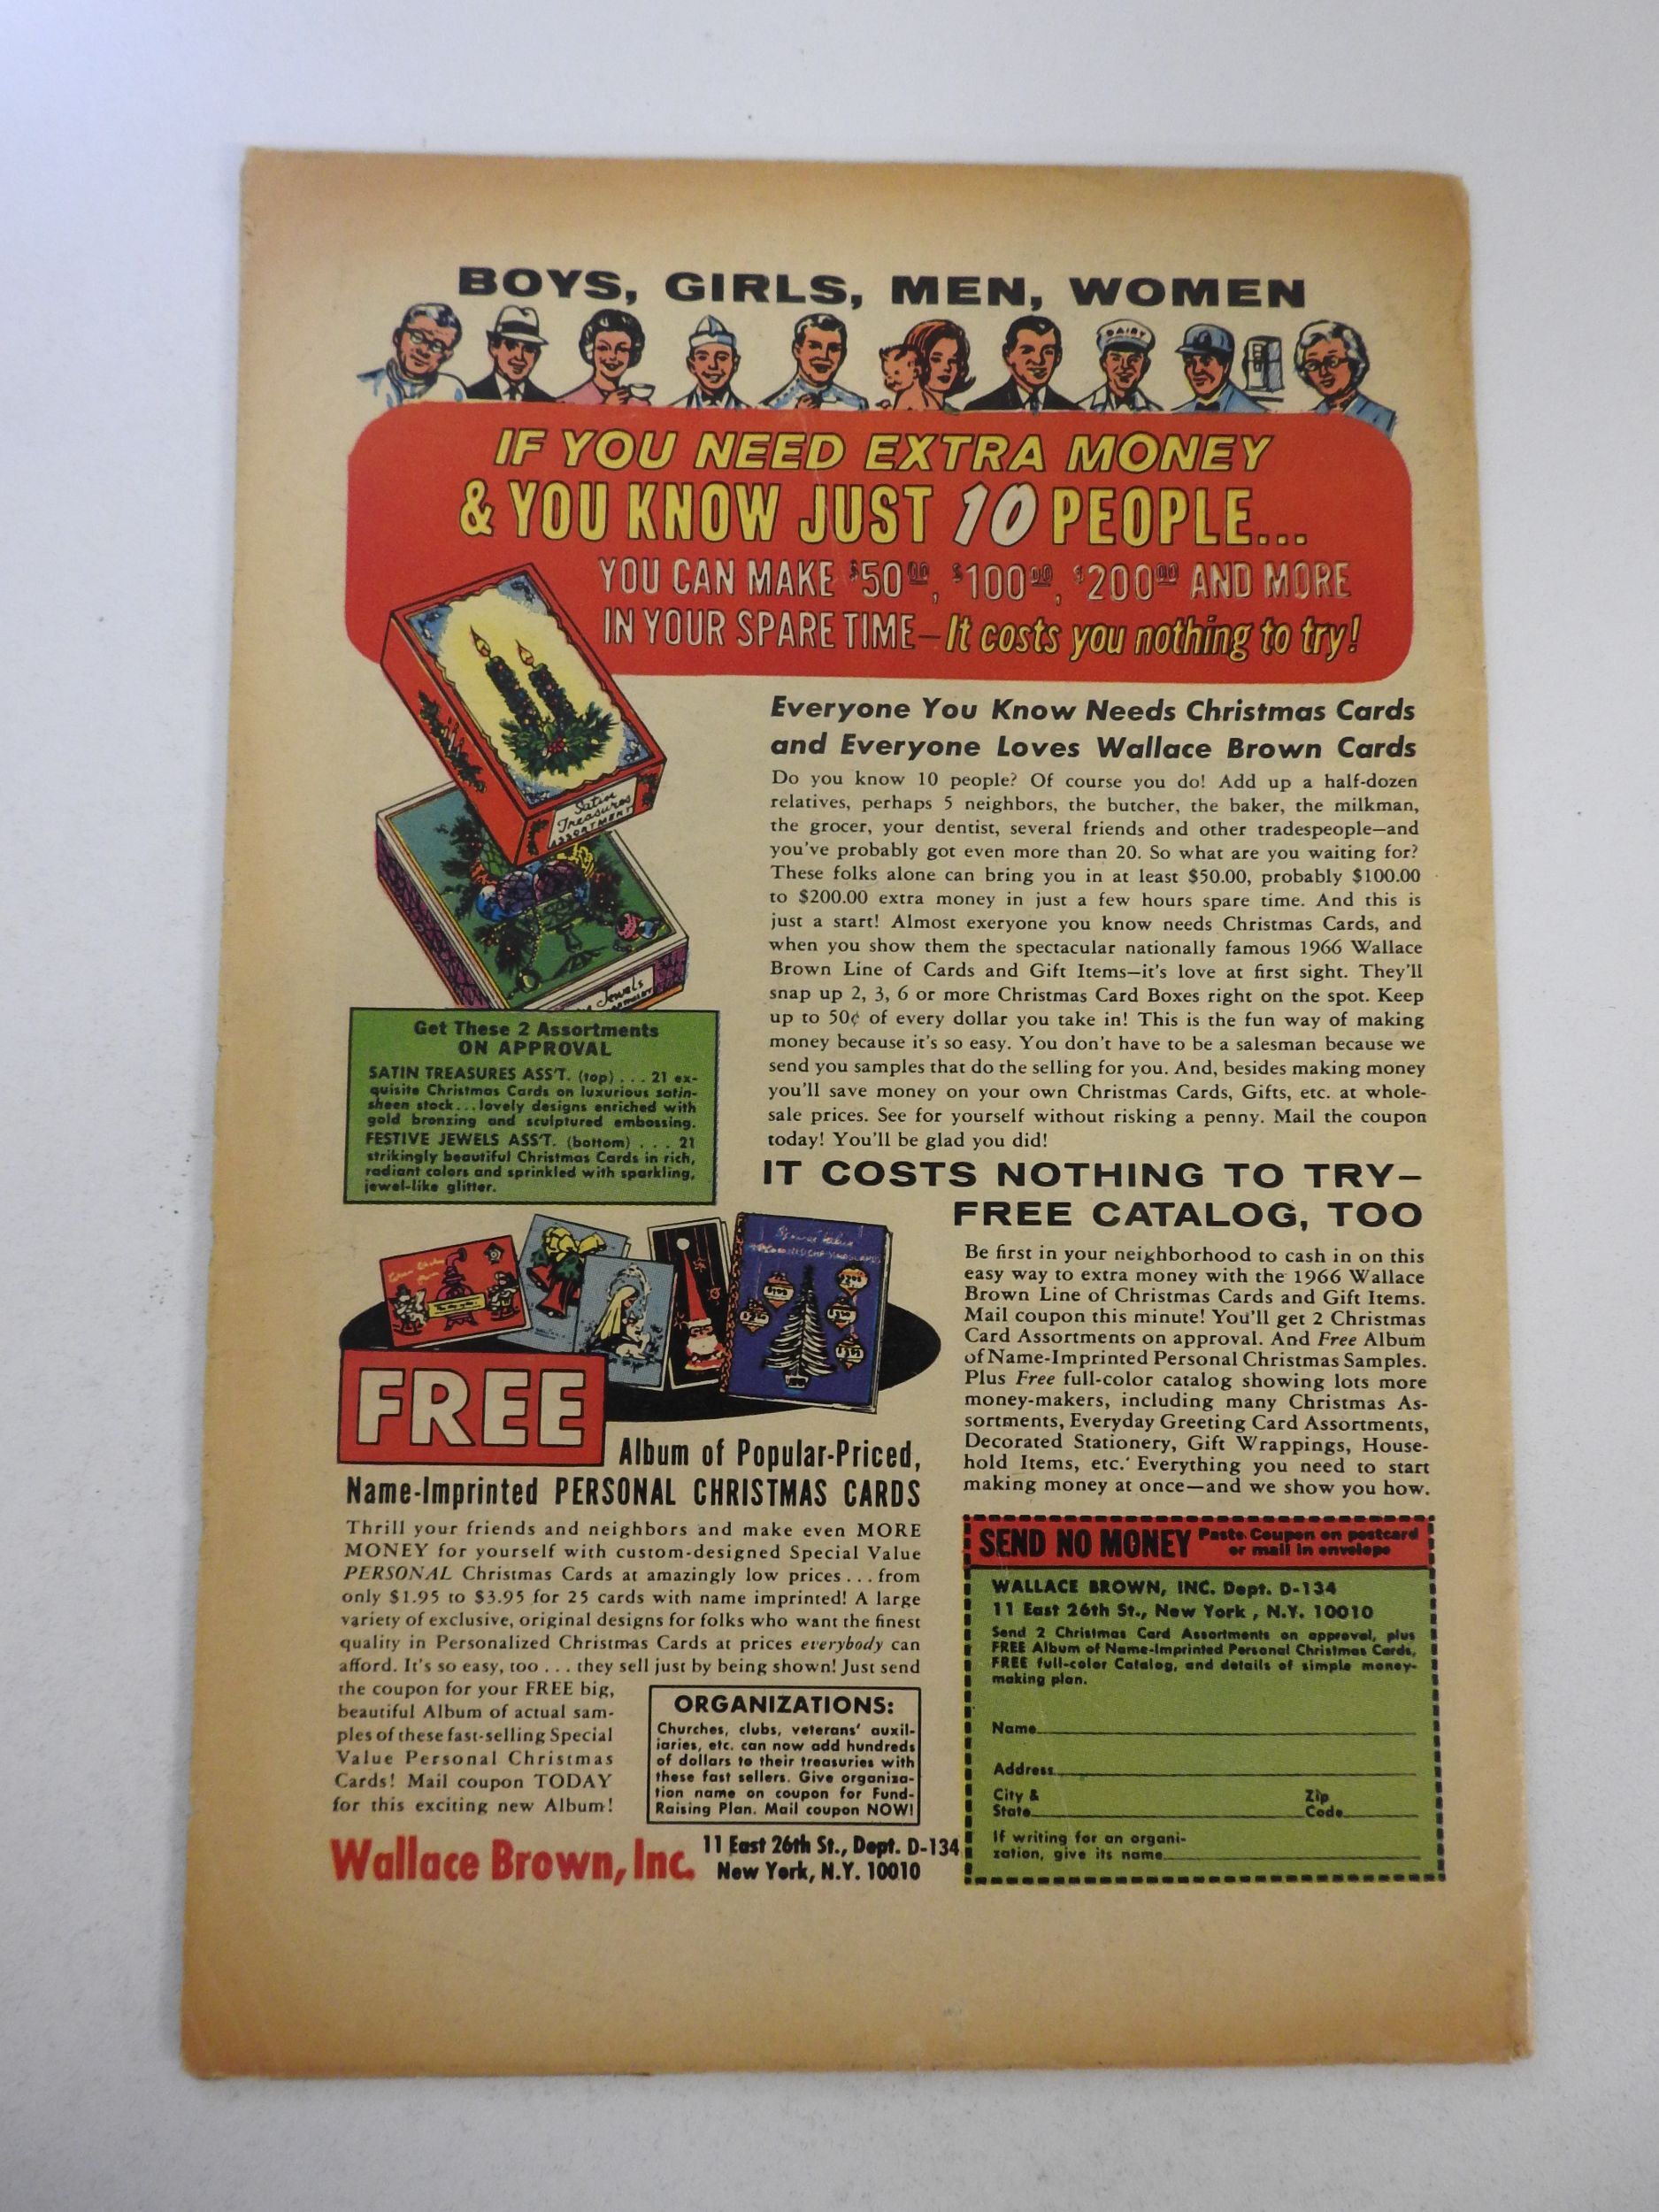 BOYS, GIRLS, MEN, WOMEN
DAIRY
IF YOU NEED EXTRA MONEY
& YOU KNOW JUST 10 PEOPLE...
YOU CAN MAKE $50.00, $100.00, $200.00 AND MORE
IN YOUR SPARE TIME—It costs you nothing to try!
Satin
Treasures
ASSORTMENT
Jewels
Get These 2 Assortments
ON APPROVAL
SATIN TREASURES ASS'T. (top) . . . 21 ex-
quisite Christmas Cards on luxurious satin-
sheen stock...lovely designs enriched with
gold bronzing and sculptured embossing.
FESTIVE JEWELS ASS'T. (bottom) . . . 21
strikingly beautiful Christmas Cards in rich,
radiant colors and sprinkled with sparkling,
jewel-like glitter.
Everyone You Know Needs Christmas Cards
and Everyone Loves Wallace Brown Cards
Do you know 10 people? Of course you do! Add up a half-dozen
relatives, perhaps 5 neighbors, the butcher, the baker, the milkman,
the grocer, your dentist, several friends and other tradespeople—and
you've probably got even more than 20. So what are you waiting for?
These folks alone can bring you in at least $50.00, probably $100.00
to $200.00 extra money in just a few hours spare time. And this is
just a start! Almost exeryone you know needs Christmas Cards, and
when you show them the spectacular nationally famous 1966 Wallace
Brown Line of Cards and Gift Items—it's love at first sight. They'll
snap up 2, 3, 6 or more Christmas Card Boxes right on the spot. Keep
up to 50¢ of every dollar you take in! This is the fun way of making
money because it's so easy. You don't have to be a salesman because we
send you samples that do the selling for you. And, besides making money
you'll save money on your own Christmas Cards, Gifts, etc. at whole-
sale prices. See for yourself without risking a penny. Mail the coupon
today! You'll be glad you did!
IT COSTS NOTHING TO TRY—
FREE CATALOG, TOO
Be first in your neighborhood to cash in on this
easy way to extra money with the 1966 Wallace
Brown Line of Christmas Cards and Gift Items.
Mail coupon this minute! You'll get 2 Christmas
Card Assortments on approval. And Free Album
of Name-Imprinted Personal Christmas Samples.
Plus Free full-color catalog showing lots more
money-makers, including many Christmas As-
sortments, Everyday Greeting Card Assortments,
Decorated Stationery, Gift Wrappings, House-
hold Items, etc. Everything you need to start
making money at once—and we show you how.
FREE
Album of Popular-Priced,
Name-Imprinted PERSONAL CHRISTMAS CARDS
Thrill your friends and neighbors and make even MORE
MONEY for yourself with custom-designed Special Value
PERSONAL Christmas Cards at amazingly low prices . . . from
only $1.95 to $3.95 for 25 cards with name imprinted! A large
variety of exclusive, original designs for folks who want the finest
quality in Personalized Christmas Cards at prices everybody can
afford. It's so easy, too . . . they sell just by being shown! Just send
the coupon for your FREE big,
beautiful Album of actual sam-
ples of these fast-selling Special
Value Personal Christmas
Cards! Mail coupon TODAY
for this exciting new Album!
ORGANIZATIONS:
Churches, clubs, veterans' auxil-
iaries, etc. can now add hundreds
of dollars to their treasuries with
these fast sellers. Give organiza-
tion name on coupon for Fund-
Raising Plan. Mail coupon NOW!
Wallace Brown, Inc. 11 East 26th St., Dept. D-134
New York, N.Y. 10010
SEND NO MONEY Paste Coupon on postcard
or mail in envelope
WALLACE BROWN, INC. Dept. D-134
11 East 26th St., New York , N.Y. 10010
Send 2 Christmas Card Assortments on approval, plus
FREE Album of Name-Imprinted Personal Christmas Cards,
FREE full-color Catalog, and details of simple money-
making plan.
Name
Address
City & Zip
State Code
If writing for an organi-
zation, give its name